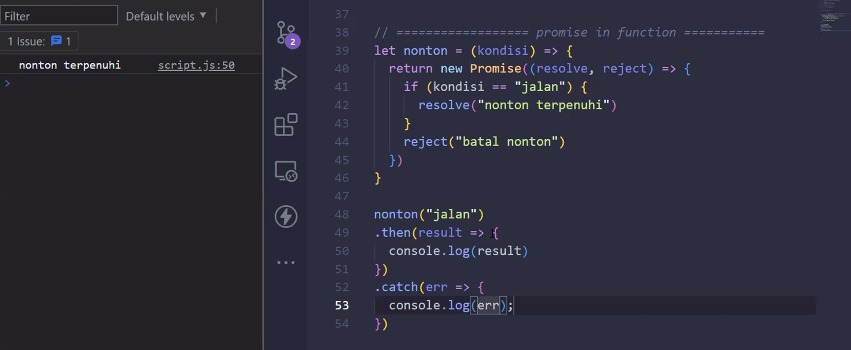 Filter
Default levels ▼
1 Issue: 1
nonton terpenuhi script.js:50
>
2
37
38 // ================== promise in function ===========
39 let nonton = (kondisi) => {
40 return new Promise((resolve, reject) => {
41 if (kondisi == "jalan") {
42 resolve("nonton terpenuhi")
43 }
44 reject("batal nonton")
45 })
46 }
47
48 nonton("jalan")
49 .then(result => {
50 console.log(result)
51 })
52 .catch(err => {
53 console.log(err);
54 })